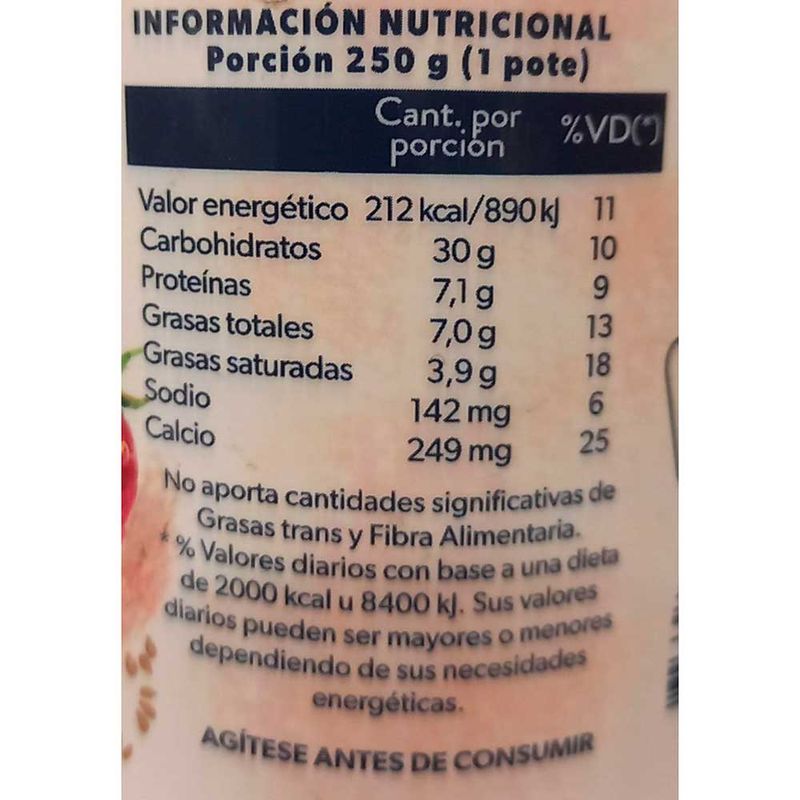 INFORMACIÓN NUTRICIONAL
Porción 250 g (1 pote)
Cant. por porción %VD(*)
Valor energético 212 kcal/890 kJ 11
Carbohidratos 30 g 10
Proteínas 7,1 g 9
Grasas totales 7,0 g 13
Grasas saturadas 3,9 g 18
Sodio 142 mg 6
Calcio 249 mg 25
No aporta cantidades significativas de
Grasas trans y Fibra Alimentaria.
* % Valores diarios con base a una dieta
de 2000 kcal u 8400 kJ. Sus valores
diarios pueden ser mayores o menores
dependiendo de sus necesidades
energéticas.
AGÍTESE ANTES DE CONSUMIR